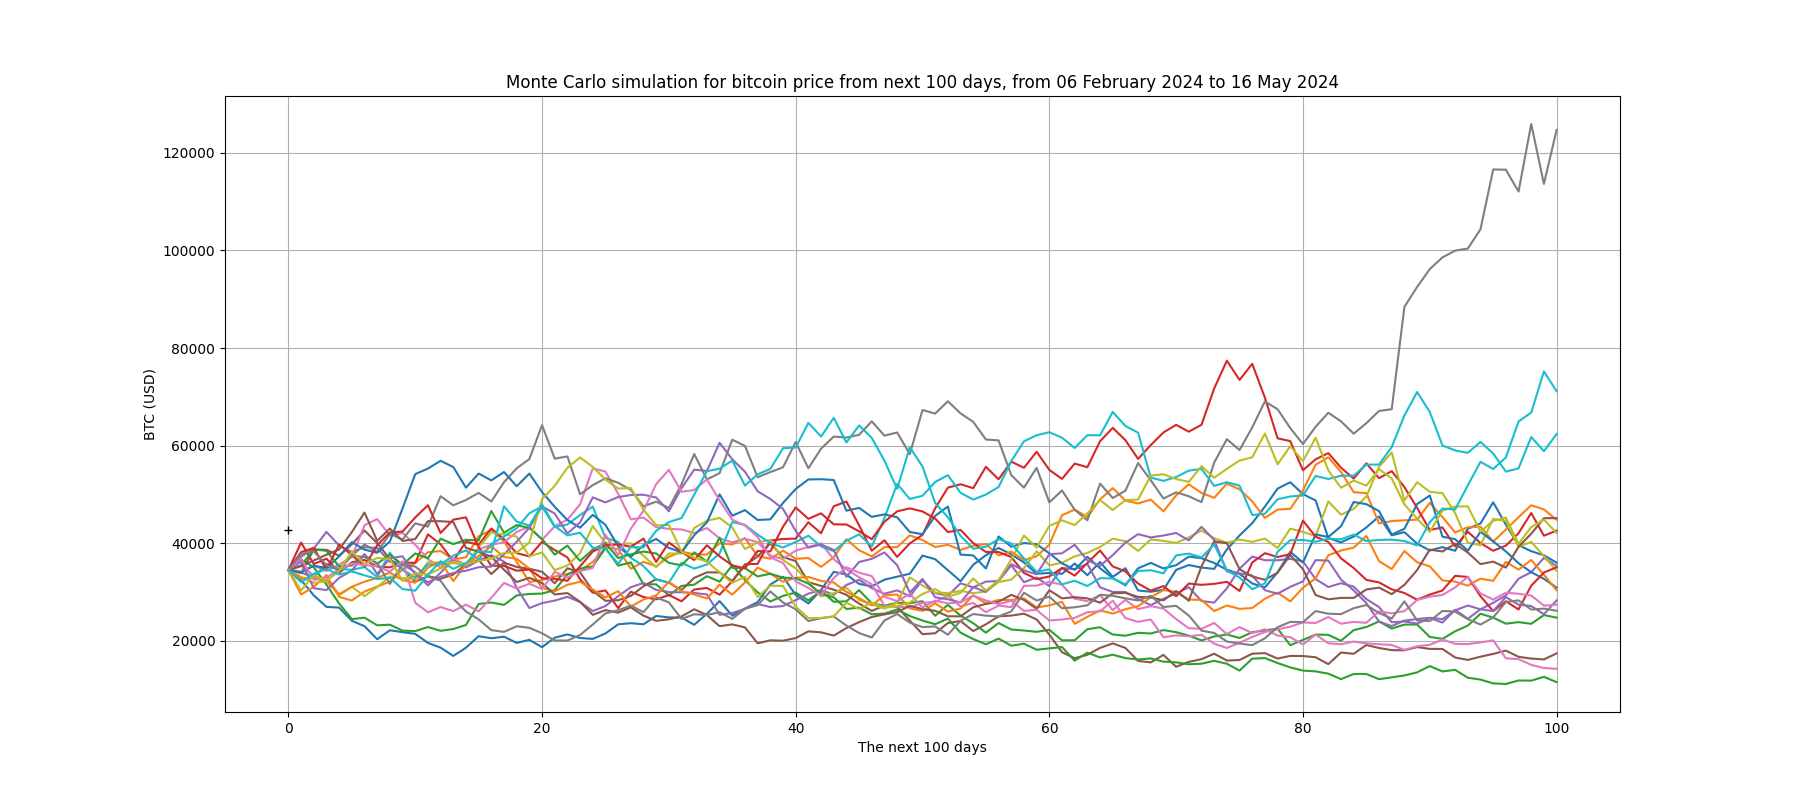 Monte Carlo simulation for bitcoin price from next 100 days, from 06 February 2024 to 16 May 2024
120000
100000
80000
60000
40000
20000
BTC (USD)
0 20 40 60 80 100
The next 100 days